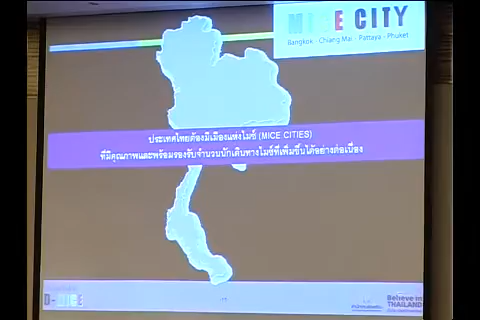 MICE CITY
Bangkok - Chiang Mai - Pattaya - Phuket
ประเทศไทยต้องมีเมืองแห่งไมซ์ (MICE CITIES)
ที่มีคุณภาพและพร้อมรองรับจำนวนนักเดินทางไมซ์ที่เพิ่มขึ้นได้อย่างต่อเนื่อง
D-MICE
Believe in
THAILAND